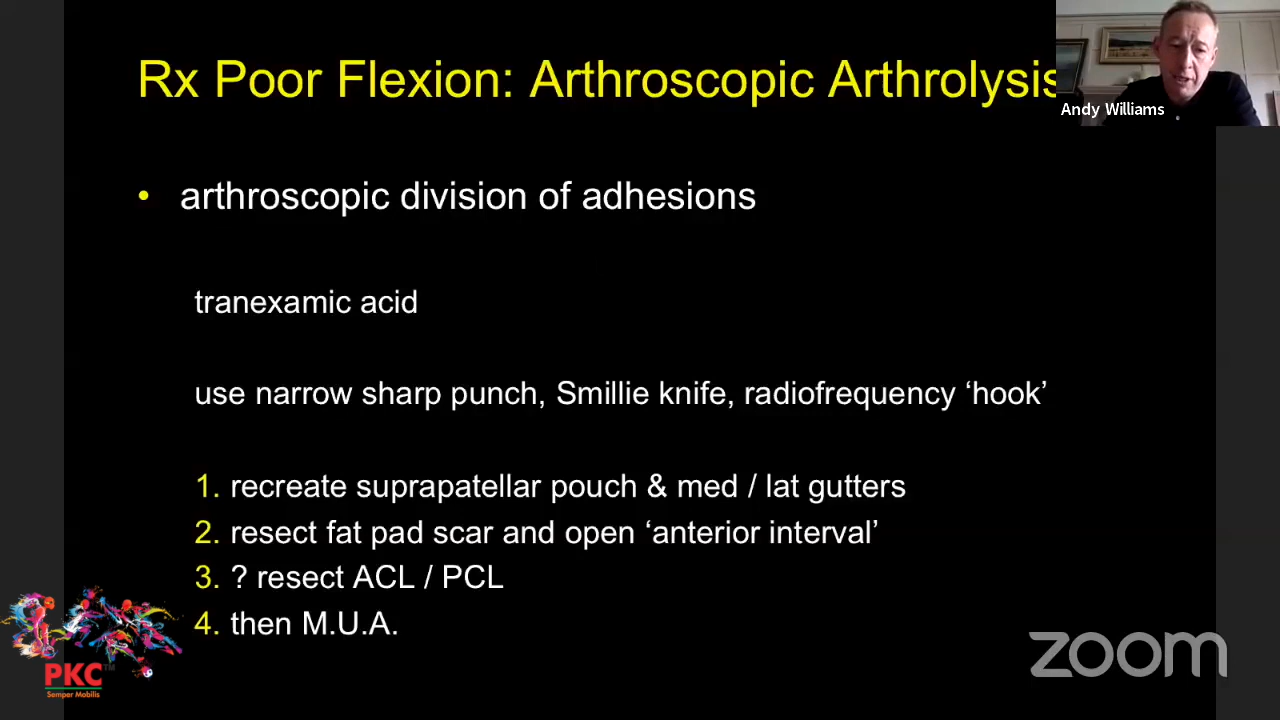 Rx Poor Flexion: Arthroscopic Arthrolysis
Andy Williams
• arthroscopic division of adhesions
tranexamic acid
use narrow sharp punch, Smillie knife, radiofrequency ‘hook’
1. recreate suprapatellar pouch & med / lat gutters
2. resect fat pad scar and open ‘anterior interval’
3. ? resect ACL / PCL
4. then M.U.A.
PKC™
Semper Mobilis
zoom